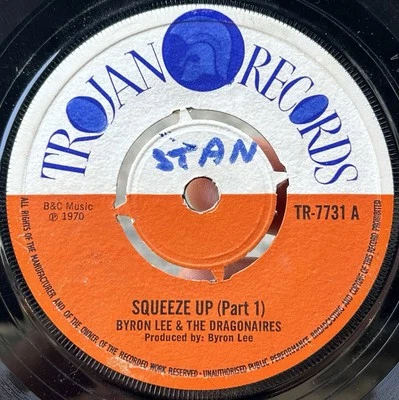 TROJAN RECORDS
STAN
B&C Music
℗ 1970
TR-7731 A
SQUEEZE UP (Part 1)
BYRON LEE & THE DRAGONAIRES
Produced by: Byron Lee
ALL RIGHTS OF THE MANUFACTURER AND OF THE OWNER OF THE RECORDED WORK RESERVED—UNAUTHORISED PUBLIC PERFORMANCE, BROADCASTING AND COPYING OF THIS RECORD PROHIBITED